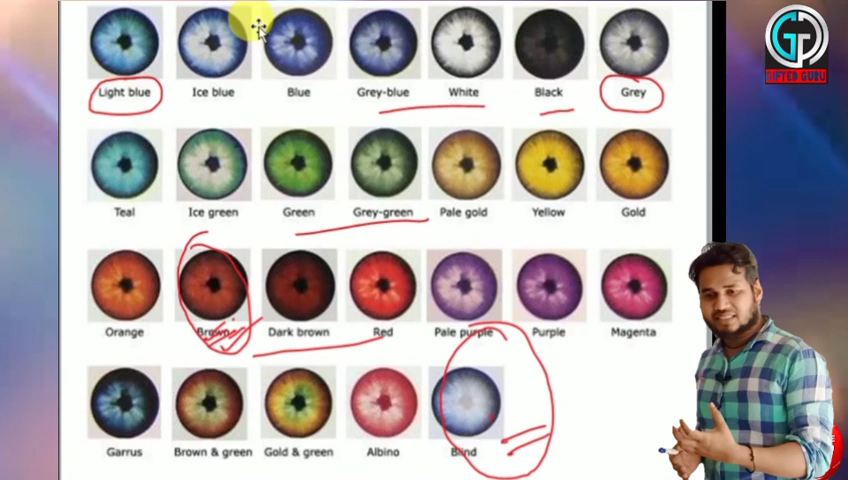 Light blue Ice blue Blue Grey-blue White Black Grey
GIFTED GURU
Teal Ice green Green Grey-green Pale gold Yellow Gold
Orange Brown Dark brown Red Pale purple Purple Magenta
Garrus Brown & green Gold & green Albino Blind